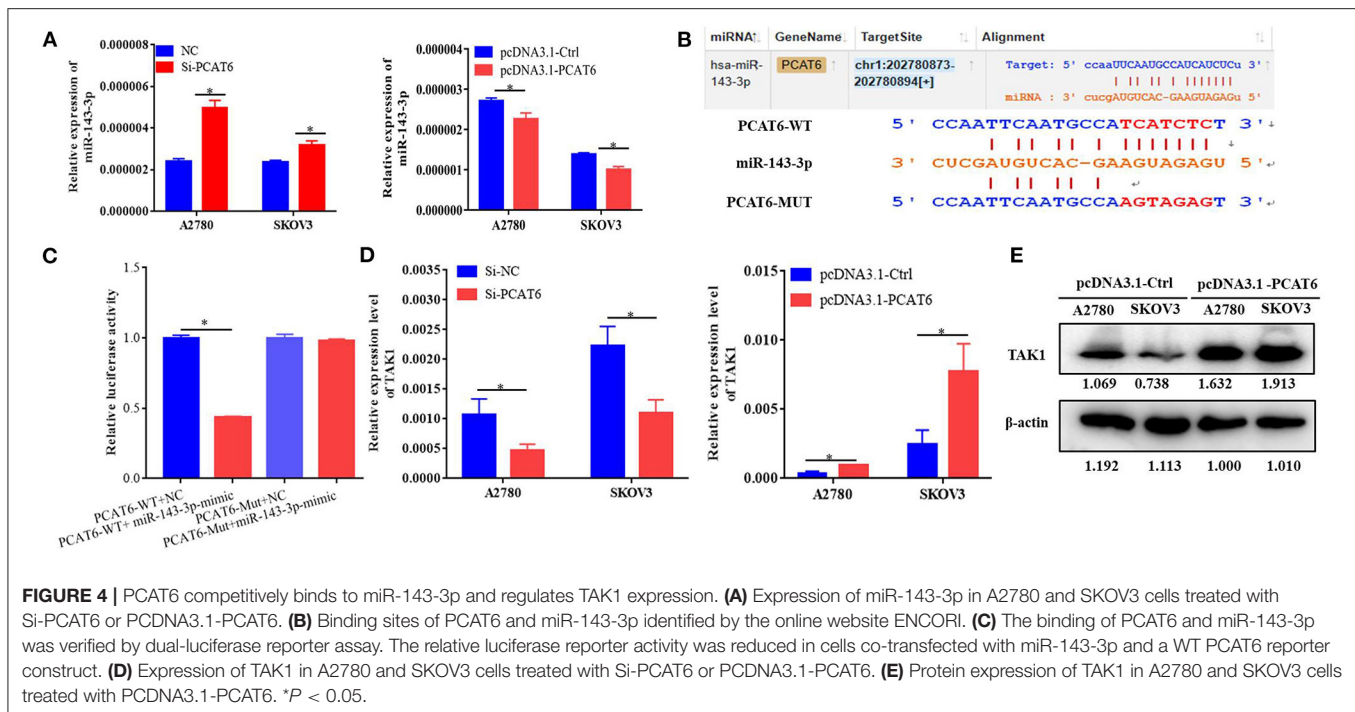 A
0.000008
0.000006
0.000004
0.000002
0.000000
Relative expression of
miR-143-3p
NC
Si-PCAT6
*
*
A2780
SKOV3
0.000004
0.000003
0.000002
0.000001
0.000000
Relative expression of
miR-143-3p
pcDNA3.1-Ctrl
pcDNA3.1-PCAT6
*
*
A2780
SKOV3
B
miRNA GeneName TargetSite Alignment
hsa-miR-143-3p PCAT6 chr1:202780873-202780894[+]
Target: 5' ccaaUUCAAUGCCAUCAUCUCu 3'
miRNA : 3' cucgAUGUCAC-GAAGUAGAGu 5'
PCAT6-WT 5' CCAATTCAATGCCATCATCTCT 3'
miR-143-3p 3' CUCGAUGUCAC-GAAGUAGAGU 5'
PCAT6-MUT 5' CCAATTCAATGCCAAGTAGAGT 3'
C
1.5
1.0
0.5
0.0
Relative luciferase activity
*
PCAT6-WT+NC
PCAT6-WT+ miR-143-3p-mimic
PCAT6-Mut+NC
PCAT6-Mut+miR-143-3p-mimic
D
0.0035
0.0030
0.0025
0.0020
0.0015
0.0010
0.0005
0.0000
Relative expression level
of TAK1
Si-NC
Si-PCAT6
*
*
A2780
SKOV3
0.015
0.010
0.005
0.000
Relative expression level
of TAK1
pcDNA3.1-Ctrl
pcDNA3.1-PCAT6
*
*
A2780
SKOV3
E
pcDNA3.1-Ctrl pcDNA3.1 -PCAT6
A2780 SKOV3 A2780 SKOV3
TAK1
1.069 0.738 1.632 1.913
β-actin
1.192 1.113 1.000 1.010
FIGURE 4 | PCAT6 competitively binds to miR-143-3p and regulates TAK1 expression. (A) Expression of miR-143-3p in A2780 and SKOV3 cells treated with
Si-PCAT6 or PCDNA3.1-PCAT6. (B) Binding sites of PCAT6 and miR-143-3p identified by the online website ENCORI. (C) The binding of PCAT6 and miR-143-3p
was verified by dual-luciferase reporter assay. The relative luciferase reporter activity was reduced in cells co-transfected with miR-143-3p and a WT PCAT6 reporter
construct. (D) Expression of TAK1 in A2780 and SKOV3 cells treated with Si-PCAT6 or PCDNA3.1-PCAT6. (E) Protein expression of TAK1 in A2780 and SKOV3 cells
treated with PCDNA3.1-PCAT6. *P < 0.05.